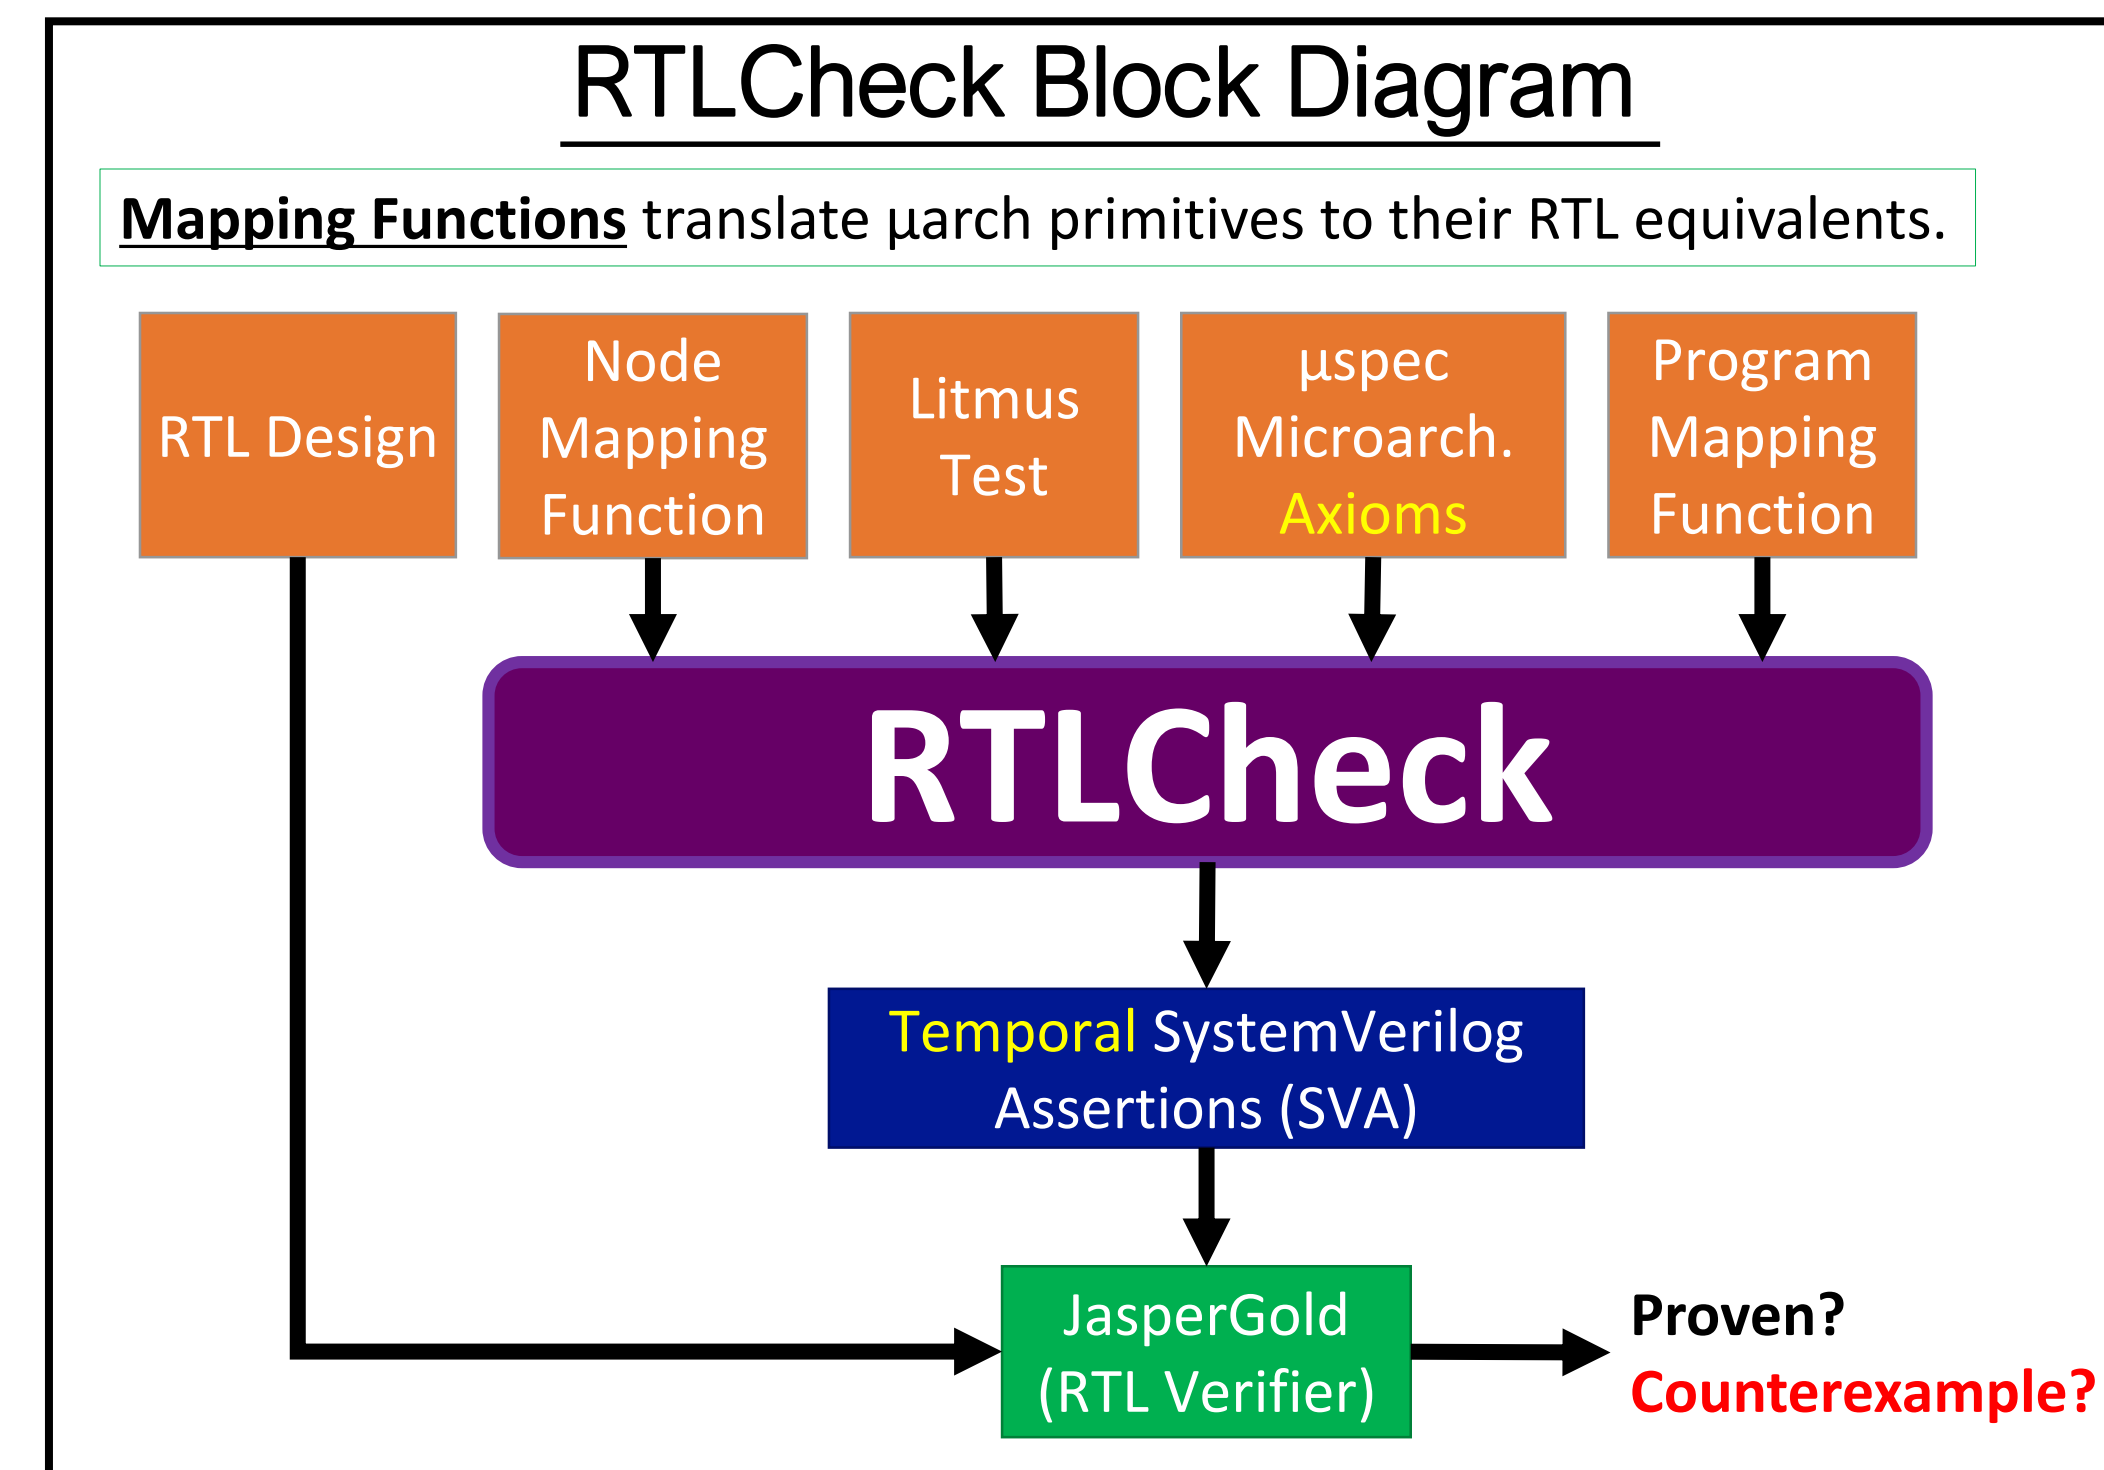 RTLCheck Block Diagram
Mapping Functions translate µarch primitives to their RTL equivalents.
RTL Design
Node
Mapping
Function
Litmus
Test
µspec
Microarch.
Axioms
Program
Mapping
Function
RTLCheck
Temporal SystemVerilog
Assertions (SVA)
JasperGold
(RTL Verifier)
Proven?
Counterexample?